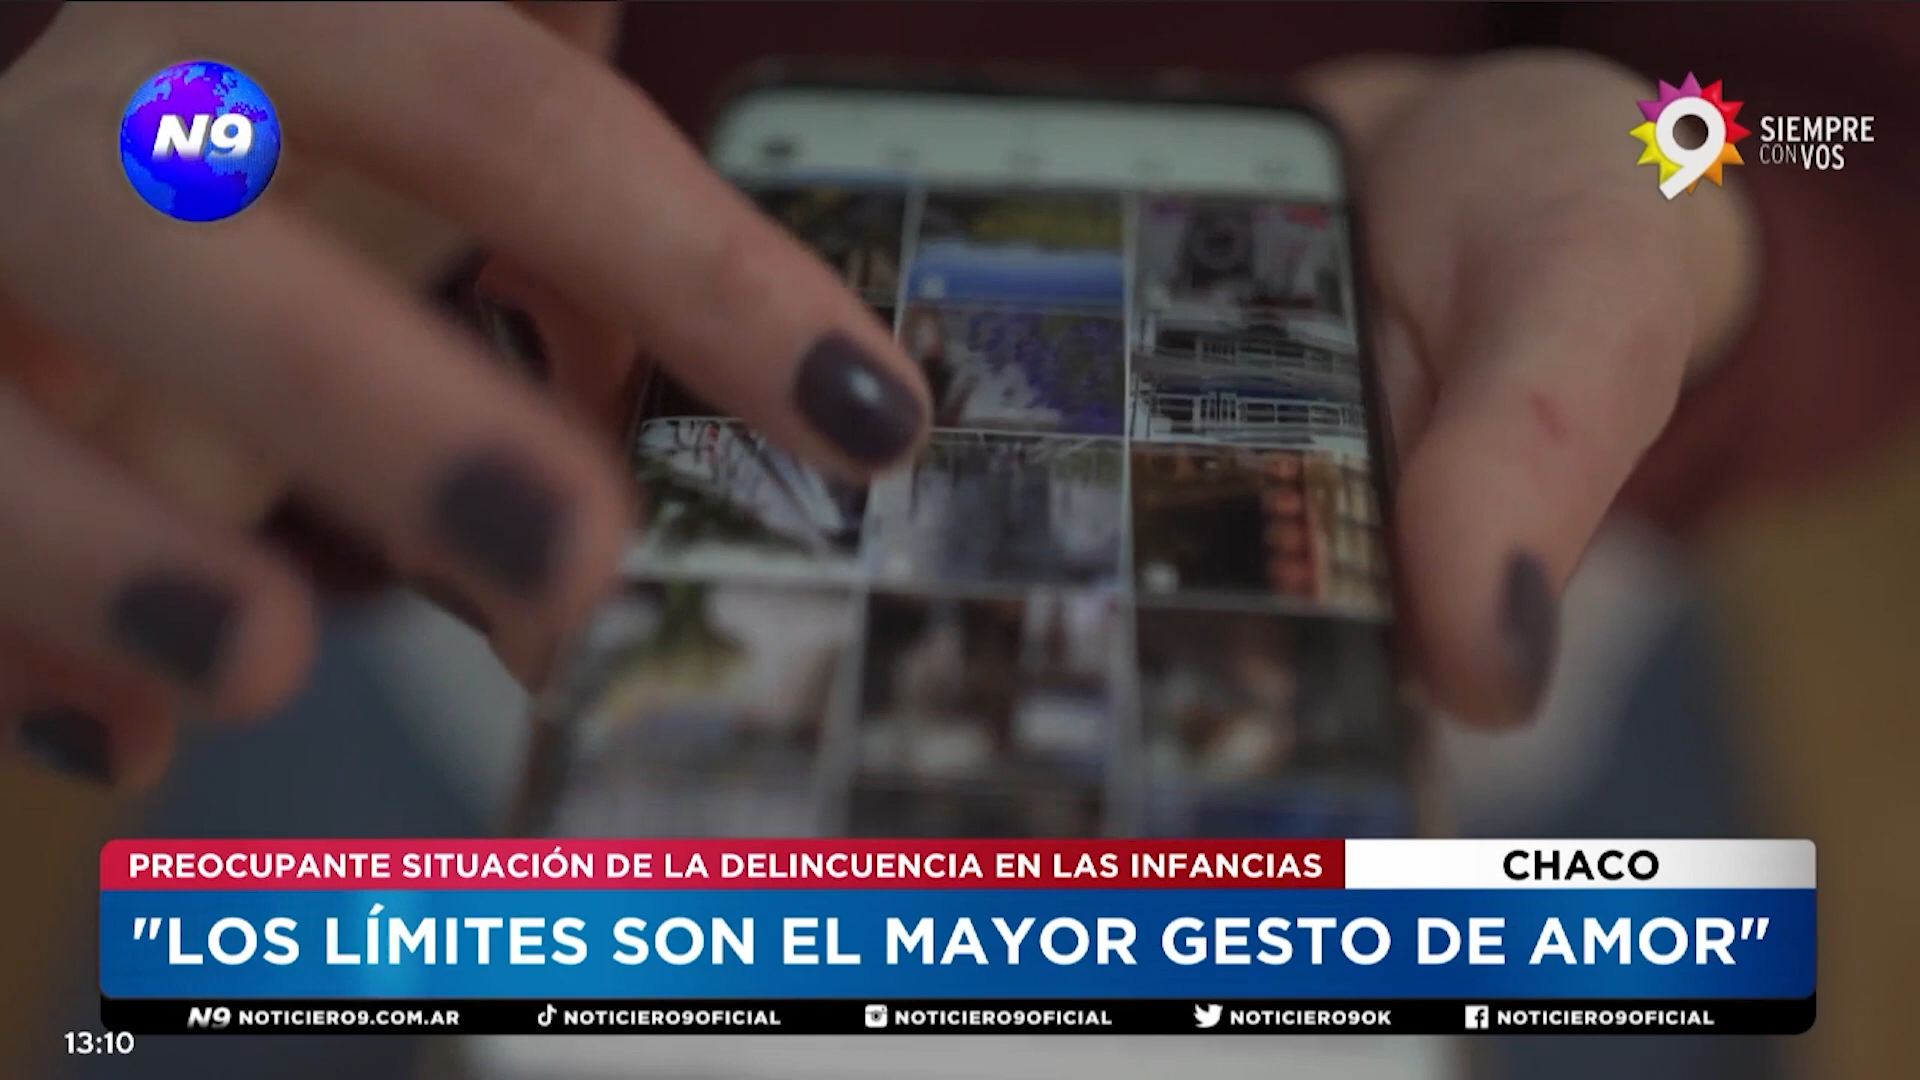 N9
9 SIEMPRE
CON VOS
PREOCUPANTE SITUACIÓN DE LA DELINCUENCIA EN LAS INFANCIAS
CHACO
"LOS LÍMITES SON EL MAYOR GESTO DE AMOR"
N9 NOTICIERO9.COM.AR NOTICIERO9OFICIAL NOTICIERO9OFICIAL NOTICIERO9OK NOTICIERO9OFICIAL
13:10